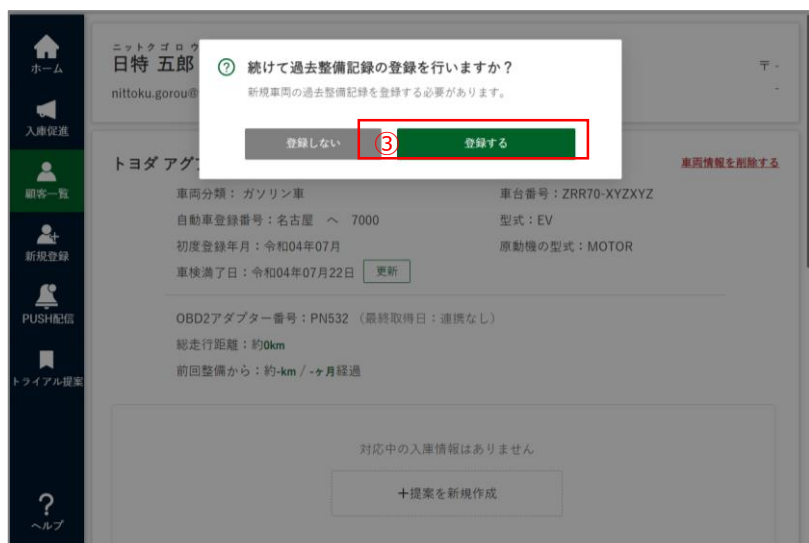 ホーム
入庫促進
顧客一覧
新規登録
PUSH配信
トライアル提案
?
ヘルプ
ニットクゴロウ
日特 五郎
nittoku.gorou@
〒-
-
? 続けて過去整備記録の登録を行いますか？
新規車両の過去整備記録を登録する必要があります。
登録しない
③
登録する
トヨダ アグ
車両情報を削除する
車両分類： ガソリン車
車台番号：ZRR70-XYZXYZ
自動車登録番号：名古屋 へ 7000
型式：EV
初度登録年月：令和04年07月
原動機の型式：MOTOR
車検満了日：令和04年07月22日 更新
OBD2アダプター番号：PN532 （最終取得日：連携なし）
総走行距離：約0km
前回整備から：約-km / -ヶ月経過
対応中の入庫情報はありません
+提案を新規作成